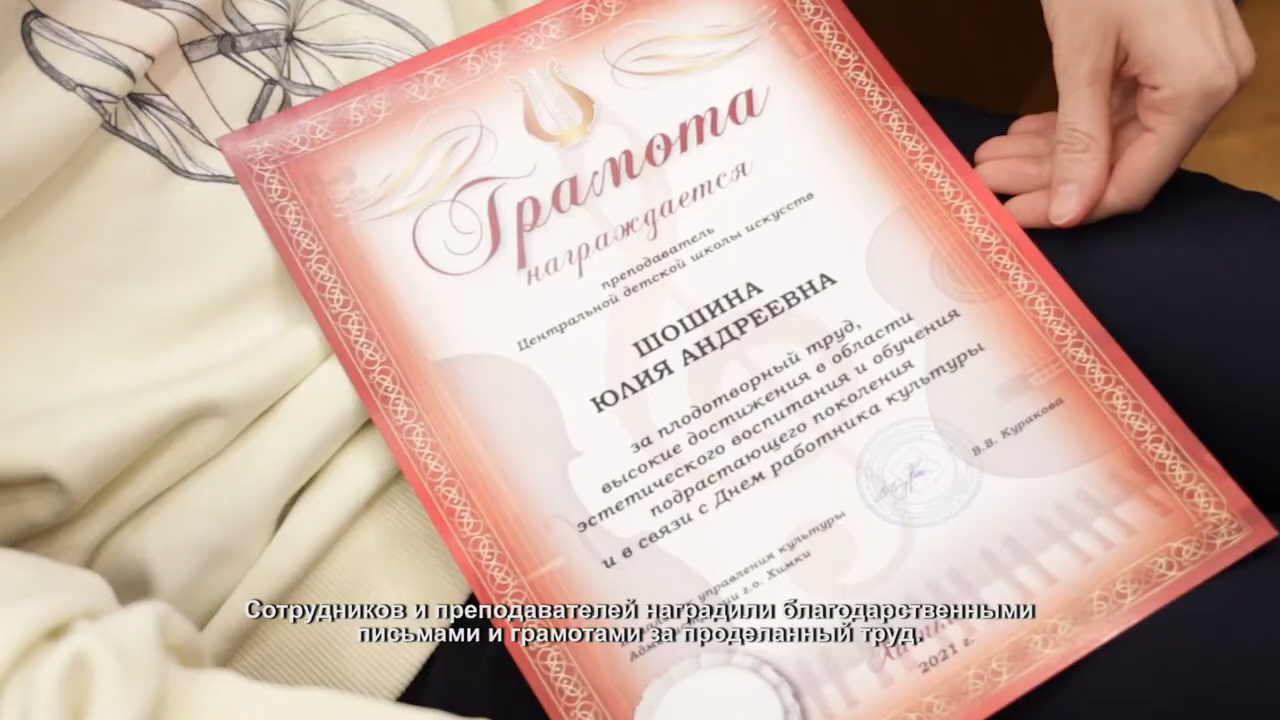 Грамота
награждается
преподаватель
Центральной детской школы искусств
ШОШИНА
ЮЛИЯ АНДРЕЕВНА
за плодотворный труд,
высокие достижения в области
эстетического воспитания и обучения
подрастающего поколения
и в связи с Днем работника культуры
управления культуры
г.о. Химки
В.В. Куракова
2021 г.
Сотрудников и преподавателей наградили благодарственными
письмами и грамотами за проделанный труд.